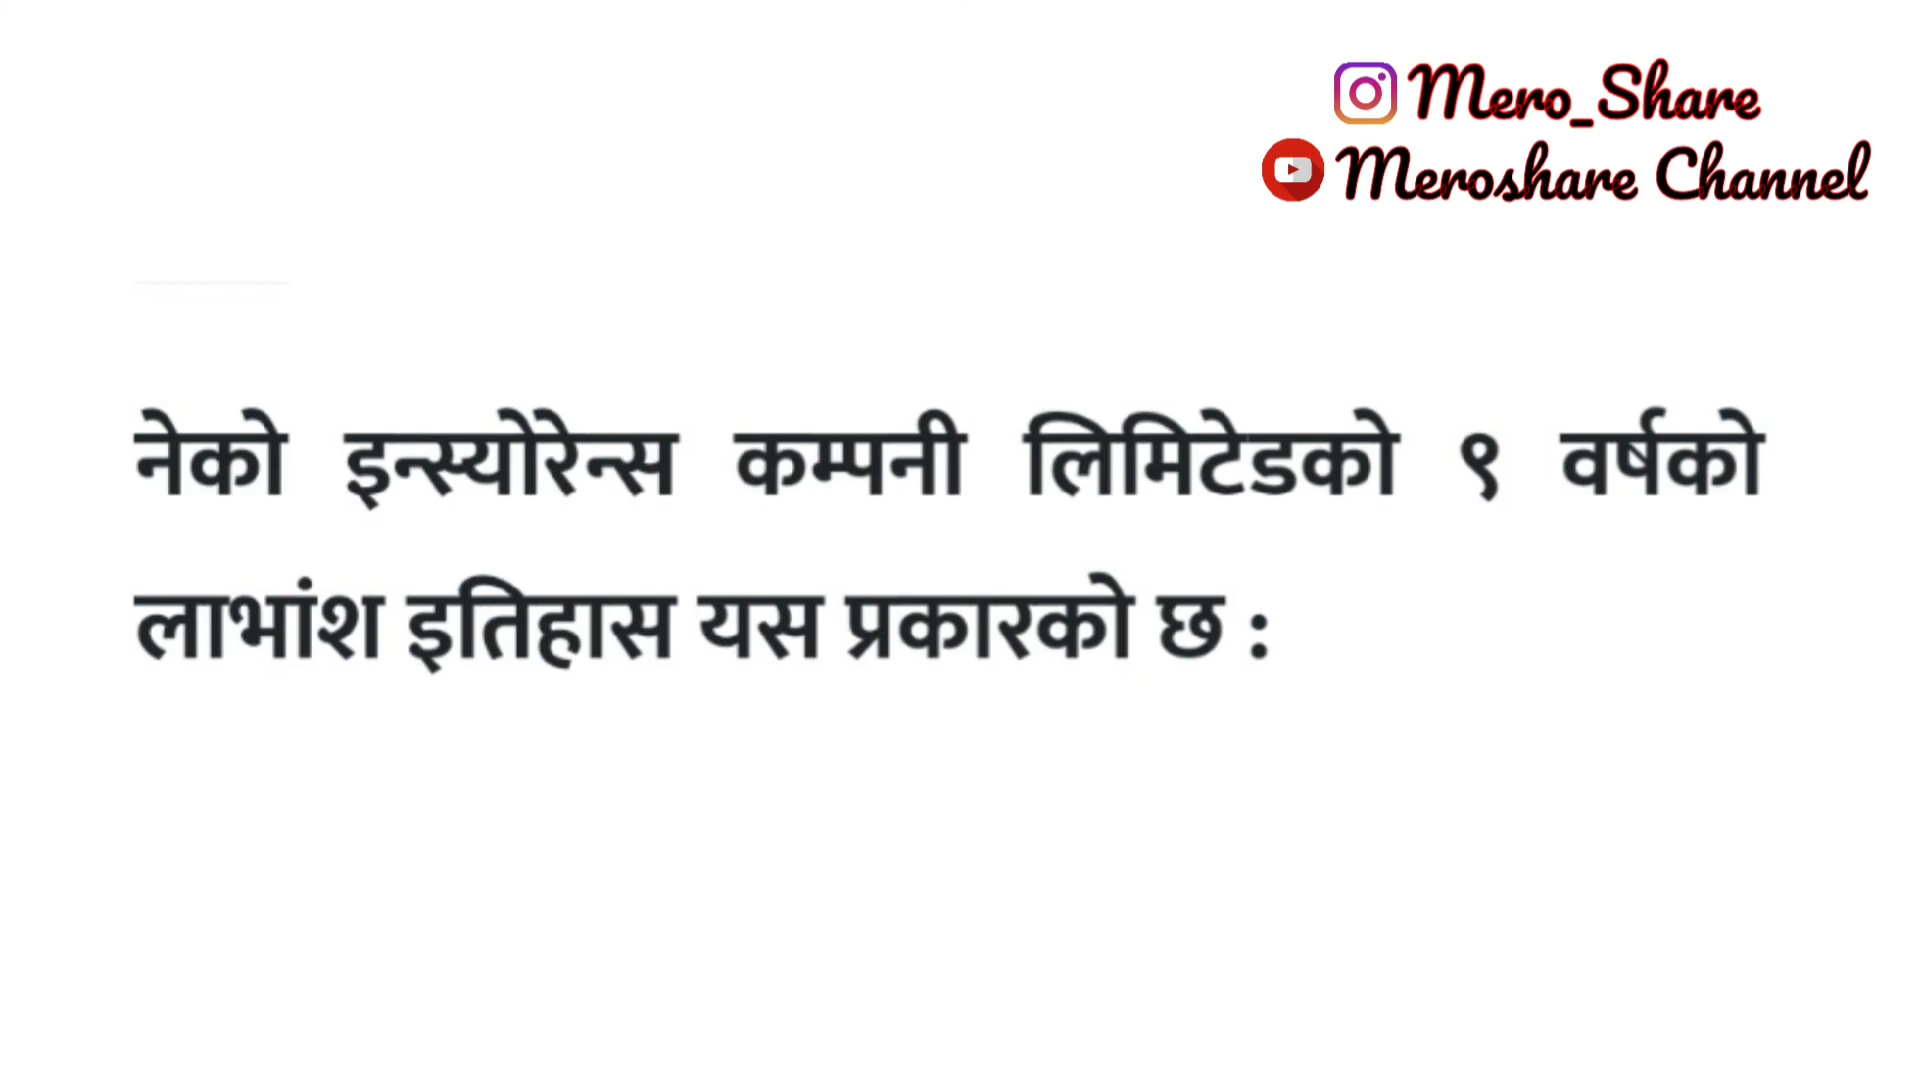 Mero_Share
Meroshare Channel
नेको इन्स्योरेन्स कम्पनी लिमिटेडको ९ वर्षको
लाभांश इतिहास यस प्रकारको छ :